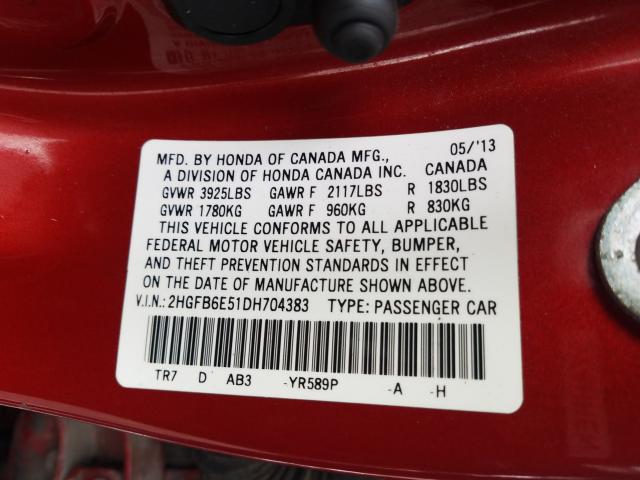 MFD. BY HONDA OF CANADA MFG., 05/'13
A DIVISION OF HONDA CANADA INC. CANADA
GVWR 3925LBS GAWR F 2117LBS R 1830LBS
GVWR 1780KG GAWR F 960KG R 830KG
THIS VEHICLE CONFORMS TO ALL APPLICABLE
FEDERAL MOTOR VEHICLE SAFETY, BUMPER,
AND THEFT PREVENTION STANDARDS IN EFFECT
ON THE DATE OF MANUFACTURE SHOWN ABOVE.
V.I.N.: 2HGFB6E51DH704383 TYPE: PASSENGER CAR
TR7 D AB3 -YR589P -A -H